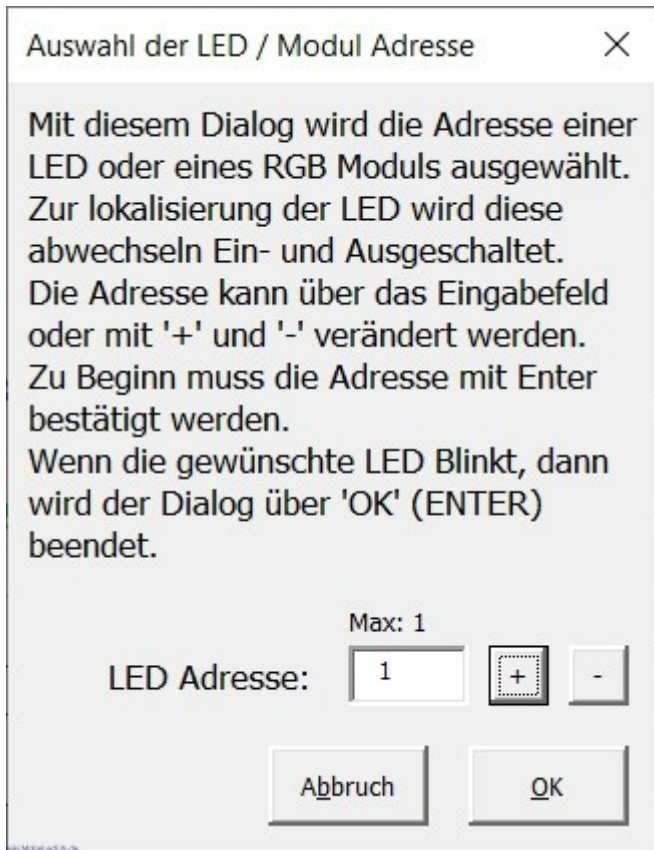 Auswahl der LED / Modul Adresse
Mit diesem Dialog wird die Adresse einer
LED oder eines RGB Moduls ausgewählt.
Zur lokalisierung der LED wird diese
abwechseln Ein- und Ausgeschaltet.
Die Adresse kann über das Eingabefeld
oder mit '+' und '-' verändert werden.
Zu Beginn muss die Adresse mit Enter
bestätigt werden.
Wenn die gewünschte LED Blinkt, dann
wird der Dialog über 'OK' (ENTER)
beendet.
Max: 1
LED Adresse: 1 + -
Abbruch OK